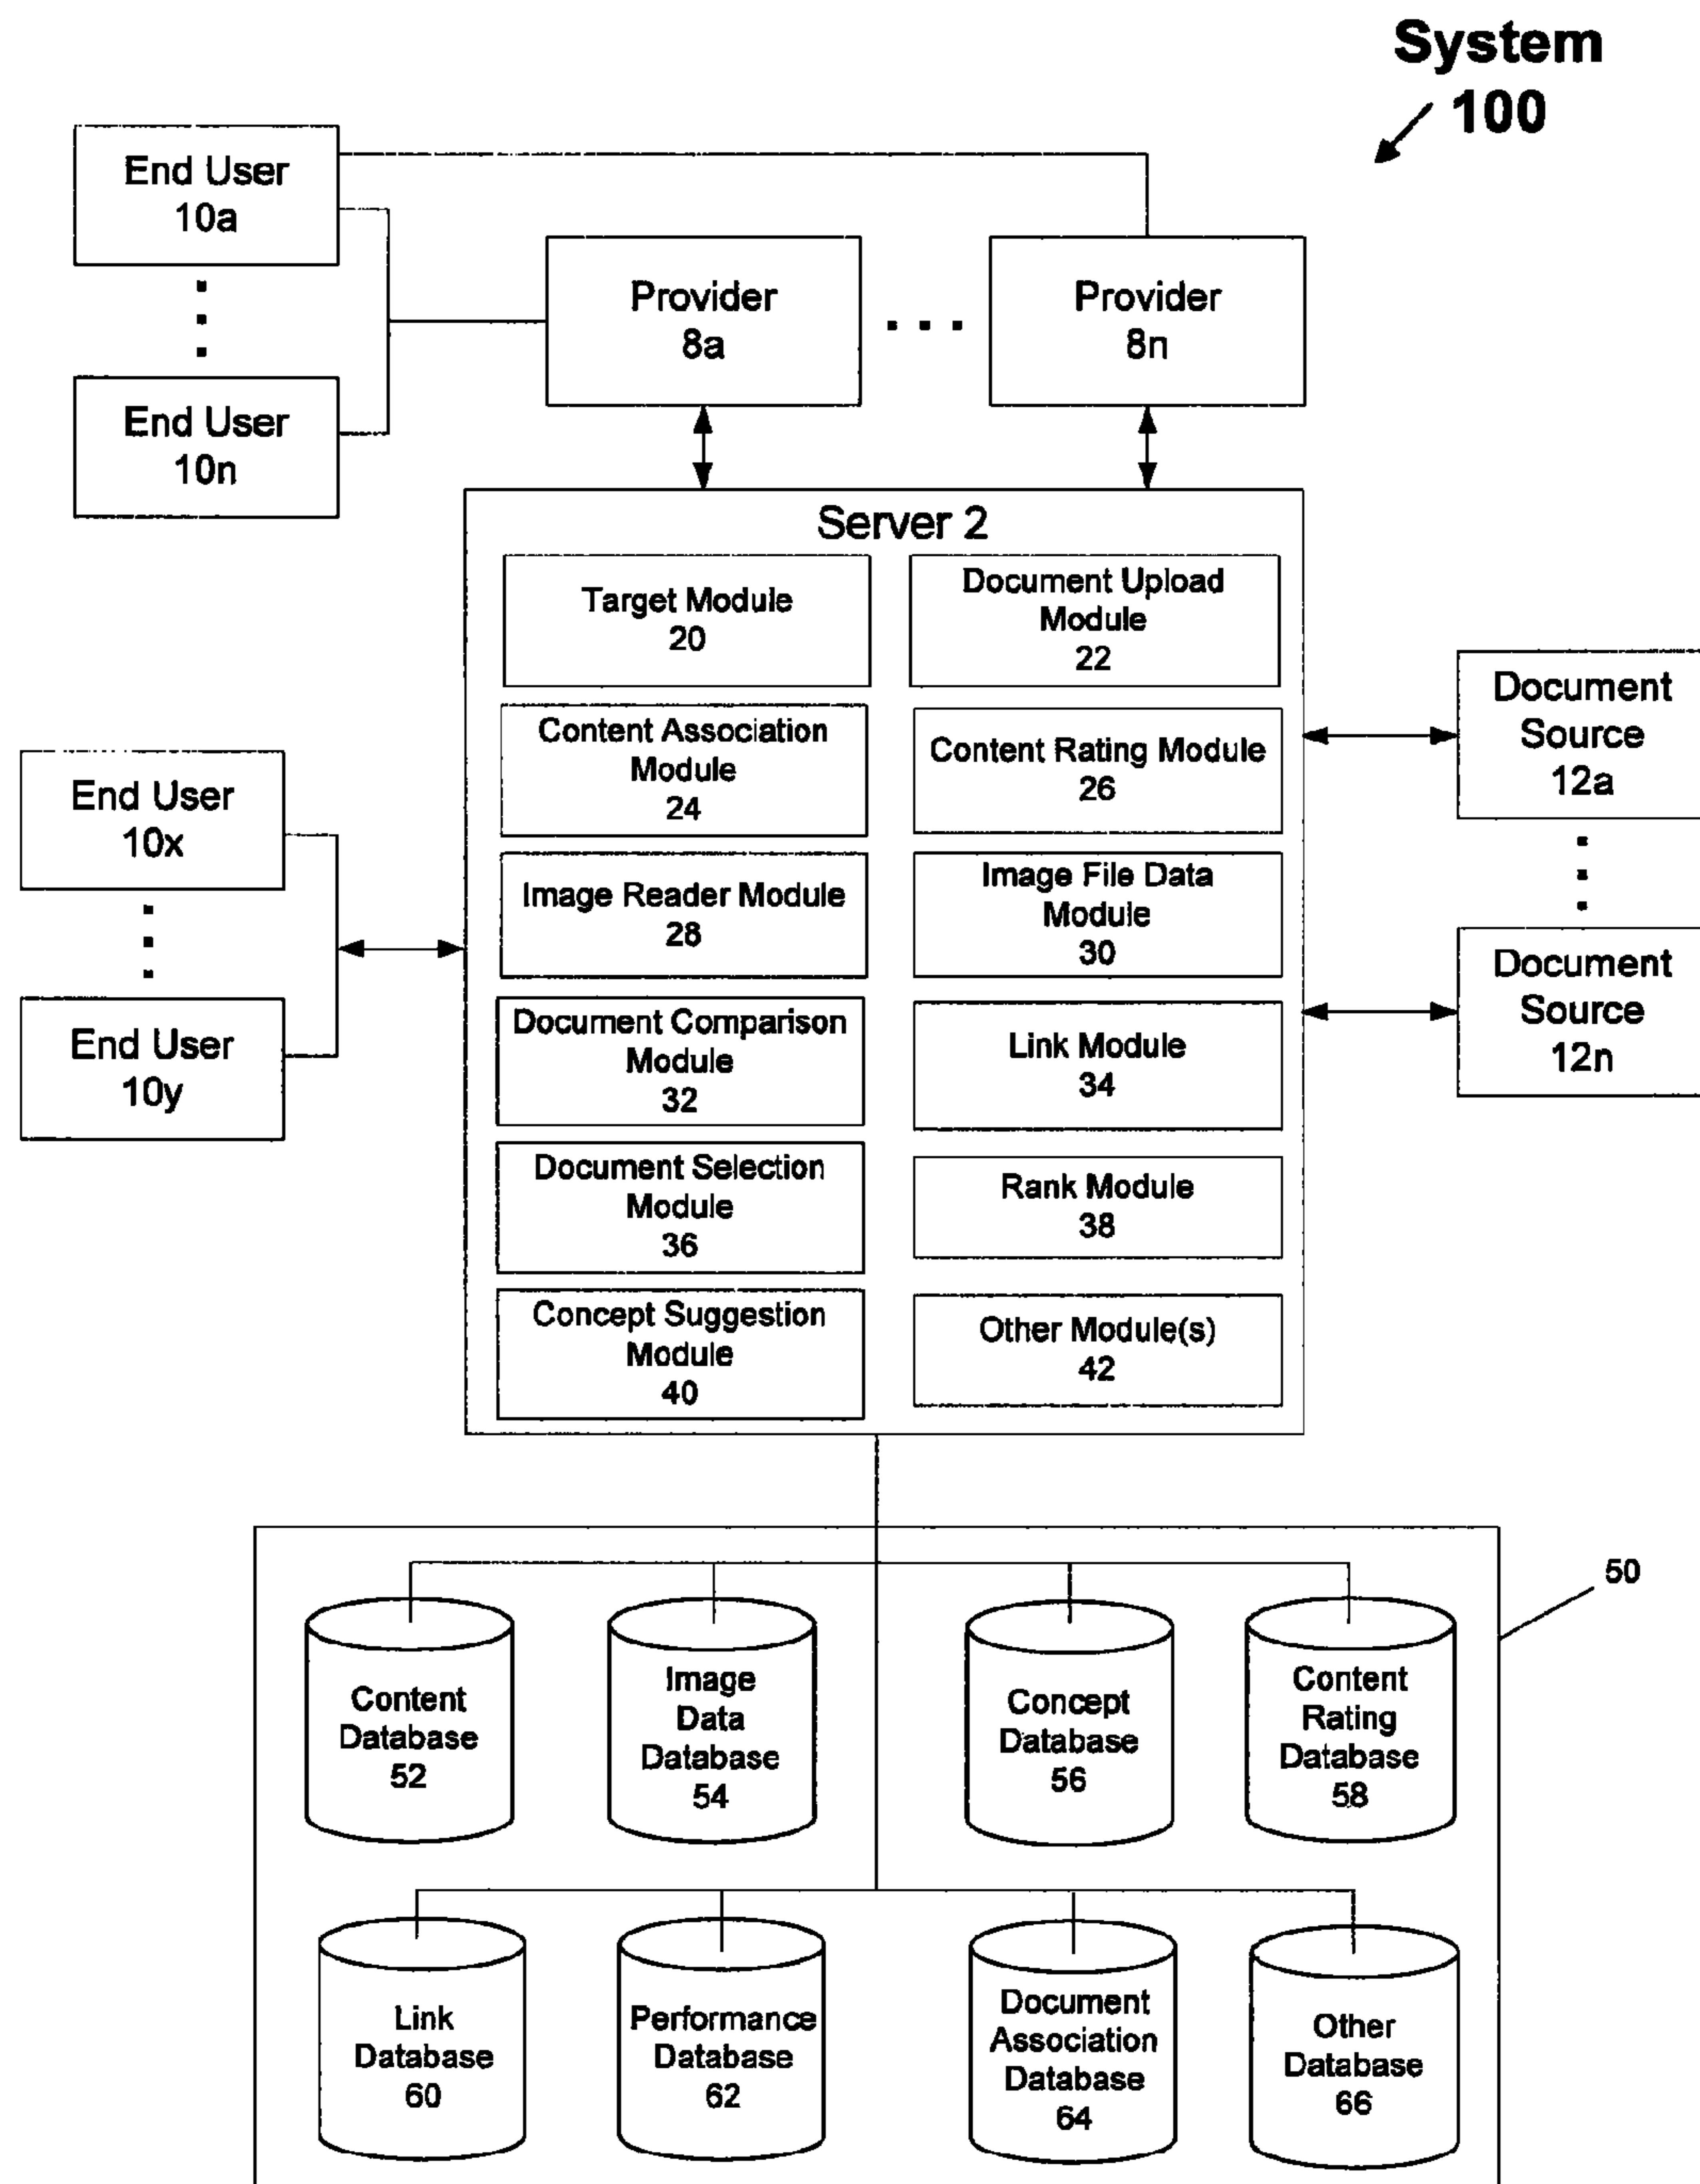 System
100
End User
10a
End User
10n
Provider
8a
Provider
8n
Server 2
Target Module
20
Document Upload
Module
22
Content Association
Module
24
Content Rating Module
26
Image Reader Module
28
Image File Data
Module
30
Document Comparison
Module
32
Link Module
34
Document Selection
Module
36
Rank Module
38
Concept Suggestion
Module
40
Other Module(s)
42
End User
10x
End User
10y
Document
Source
12a
Document
Source
12n
50
Content
Database
52
Image
Data
Database
54
Concept
Database
56
Content
Rating
Database
58
Link
Database
60
Performance
Database
62
Document
Association
Database
64
Other
Database
66